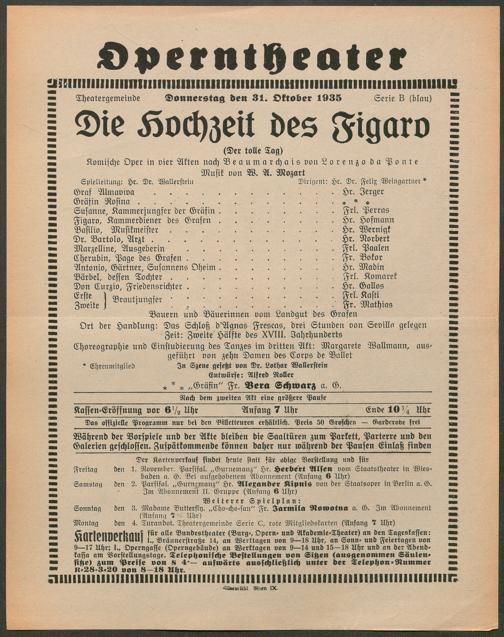 Operntheater
Theatergemeinde Donnerstag den 31. Oktober 1935 Serie B (blau)
Die Hochzeit des Figaro
(Der tolle Tag)
Komische Oper in vier Akten nach Beaumarchais von Lorenzo da Ponte
Musik von W. A. Mozart
Spielleitung: Hr. Dr. Wallerstein Dirigent: Hr. Dr. Felix Weingartner*
Graf Almaviva . . . . Hr. Jerger
Gräfin Rosina . . . . * * *
Susanne, Kammerjungfer der Gräfin . . . . Frl. Perras
Figaro, Kammerdiener des Grafen . . . . Hr. Hofmann
Basilio, Musikmeister . . . . Hr. Wernigk
Dr. Bartolo, Arzt . . . . Hr. Norbert
Marzelline, Ausgeberin . . . . Frl. Paalen
Cherubin, Page des Grafen . . . . Fr. Bokor
Antonio, Gärtner, Susannens Oheim . . . . Hr. Madin
Bärbel, dessen Tochter . . . . Frl. Komarek
Don Curzio, Friedensrichter . . . . Hr. Gallos
Erste } Brautjungfer . . . . Frl. Kastl
Zweite . . . . Fr. Mathias
Bauern und Bäuerinnen vom Landgut des Grafen
Ort der Handlung: Das Schloß d'Agnas Frescas, drei Stunden von Sevilla gelegen
Zeit: Zweite Hälfte des XVIII. Jahrhunderts
Choreographie und Einstudierung des Tanzes im dritten Akt: Margarete Wallmann, aus-
geführt von zehn Damen des Corps de Ballet
* Ehrenmitglied In Szene gesetzt von Dr. Lothar Wallerstein
Entwürfe: Alfred Roller
* * * „Gräfin" Fr. Vera Schwarz a. G.
Nach dem zweiten Akt eine größere Pause
Kassen-Eröffnung vor 6½ Uhr Anfang 7 Uhr Ende 10¼ Uhr
Das offizielle Programm nur bei den Billetteuren erhältlich. Preis 50 Groschen — Garderobe frei
Während der Vorspiele und der Akte bleiben die Saaltüren zum Parkett, Parterre und den
Galerien geschlossen. Zuspätkommende können daher nur während der Pausen Einlaß finden
Der Kartenverkauf findet heute statt für obige Vorstellung und für
Freitag den 1. November. Parsifal. „Gurnemanz" Hr. Herbert Alsen vom Staatstheater in Wies-
baden a. G. Bei aufgehobenem Abonnement (Anfang 6 Uhr)
Samstag den 2. Parsifal. „Gurnemanz" Hr. Alexander Kipnis von der Staatsoper in Berlin a. G.
Im Abonnement II. Gruppe (Anfang 6 Uhr)
Weiterer Spielplan:
Sonntag den 3. Madame Butterfly. „Cho-cho-san" Fr. Jarmila Novotna a. G. Im Abonnement
(Anfang Uhr)
Montag den 4. Turandot. Theatergemeinde Serie C, rote Mitgliedskarten (Anfang 7 Uhr)
Kartenverkauf für alle Bundestheater (Burg-, Opern- und Akademie-Theater) an den Tageskassen:
I., Bräunerstraße 14, an Werktagen von 9—18 Uhr, an Sonn- und Feiertagen von
9—17 Uhr; I., Operngasse (Operngebäude) an Werktagen von 9—14 und 15—18 Uhr und an der Abend-
kassa am Vorstellungstage. Telephonische Bestellungen von Sitzen (ausgenommen Säulen-
sitze) zum Preise von S 4·— aufwärts ausschließlich unter der Telephon-Nummer
R-28-3-20 von 8—18 Uhr.
Wien IX.